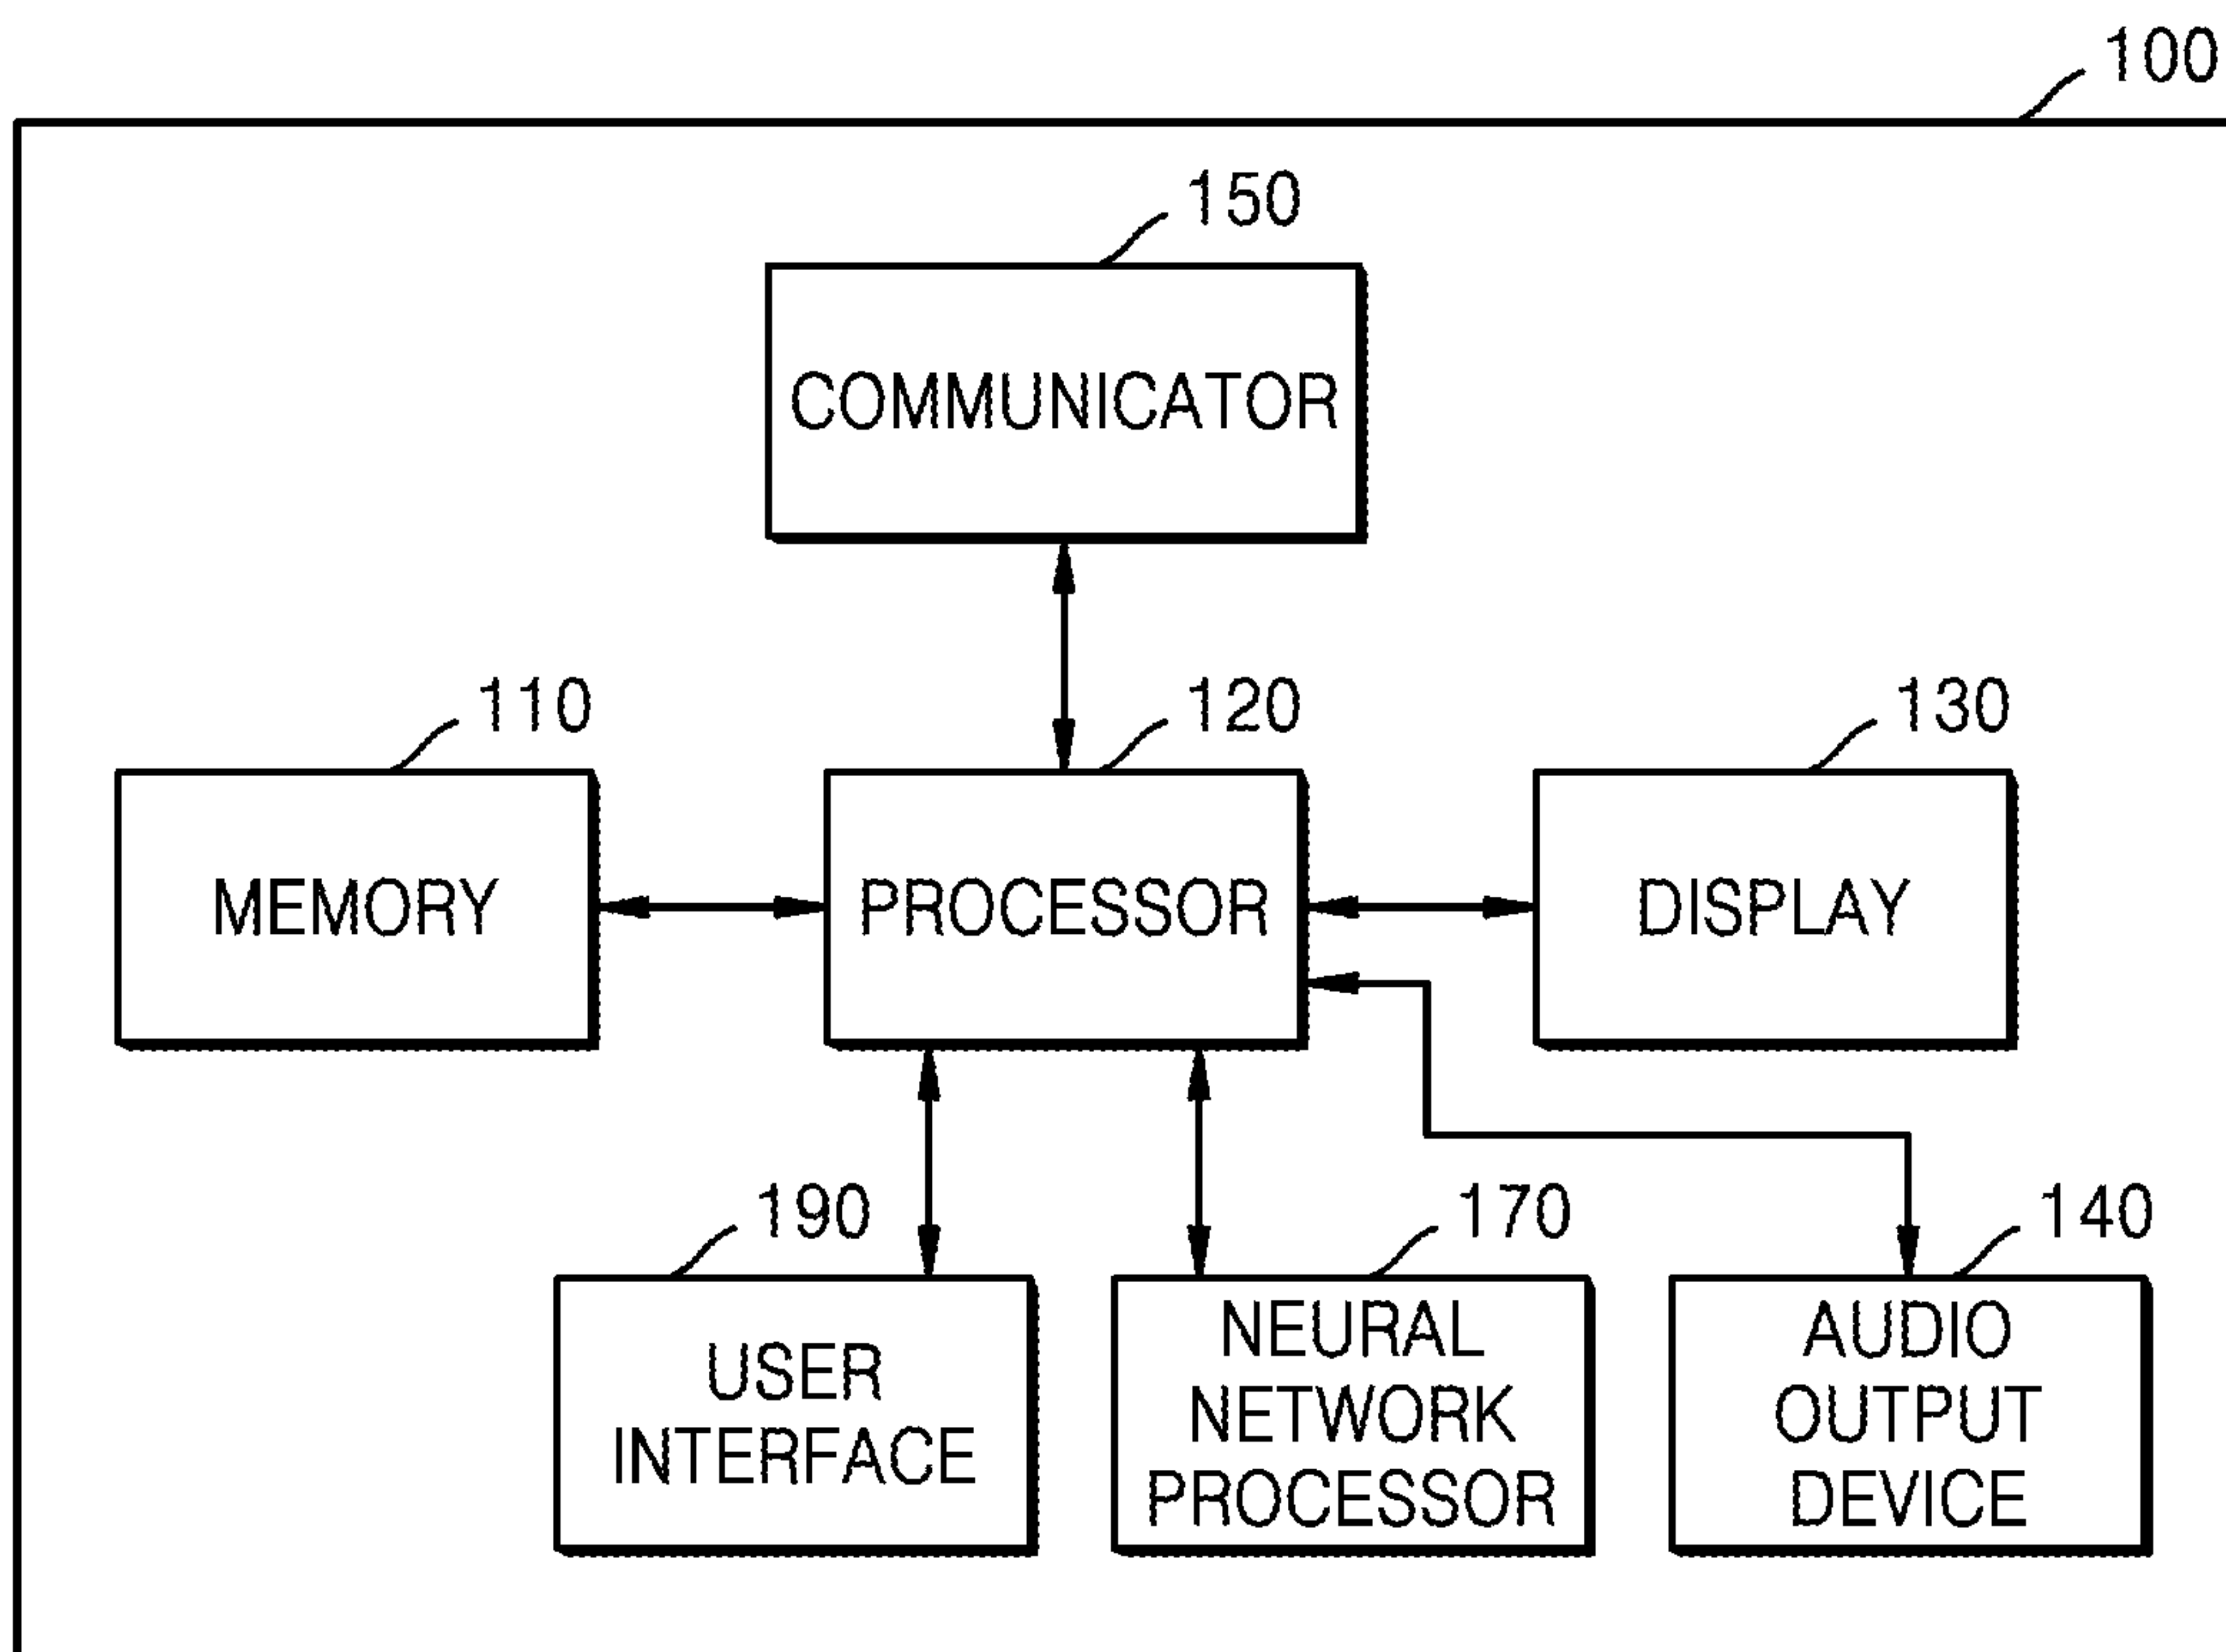 100
150
COMMUNICATOR
110
120
130
MEMORY
PROCESSOR
DISPLAY
190
170
140
USER
INTERFACE
NEURAL
NETWORK
PROCESSOR
AUDIO
OUTPUT
DEVICE